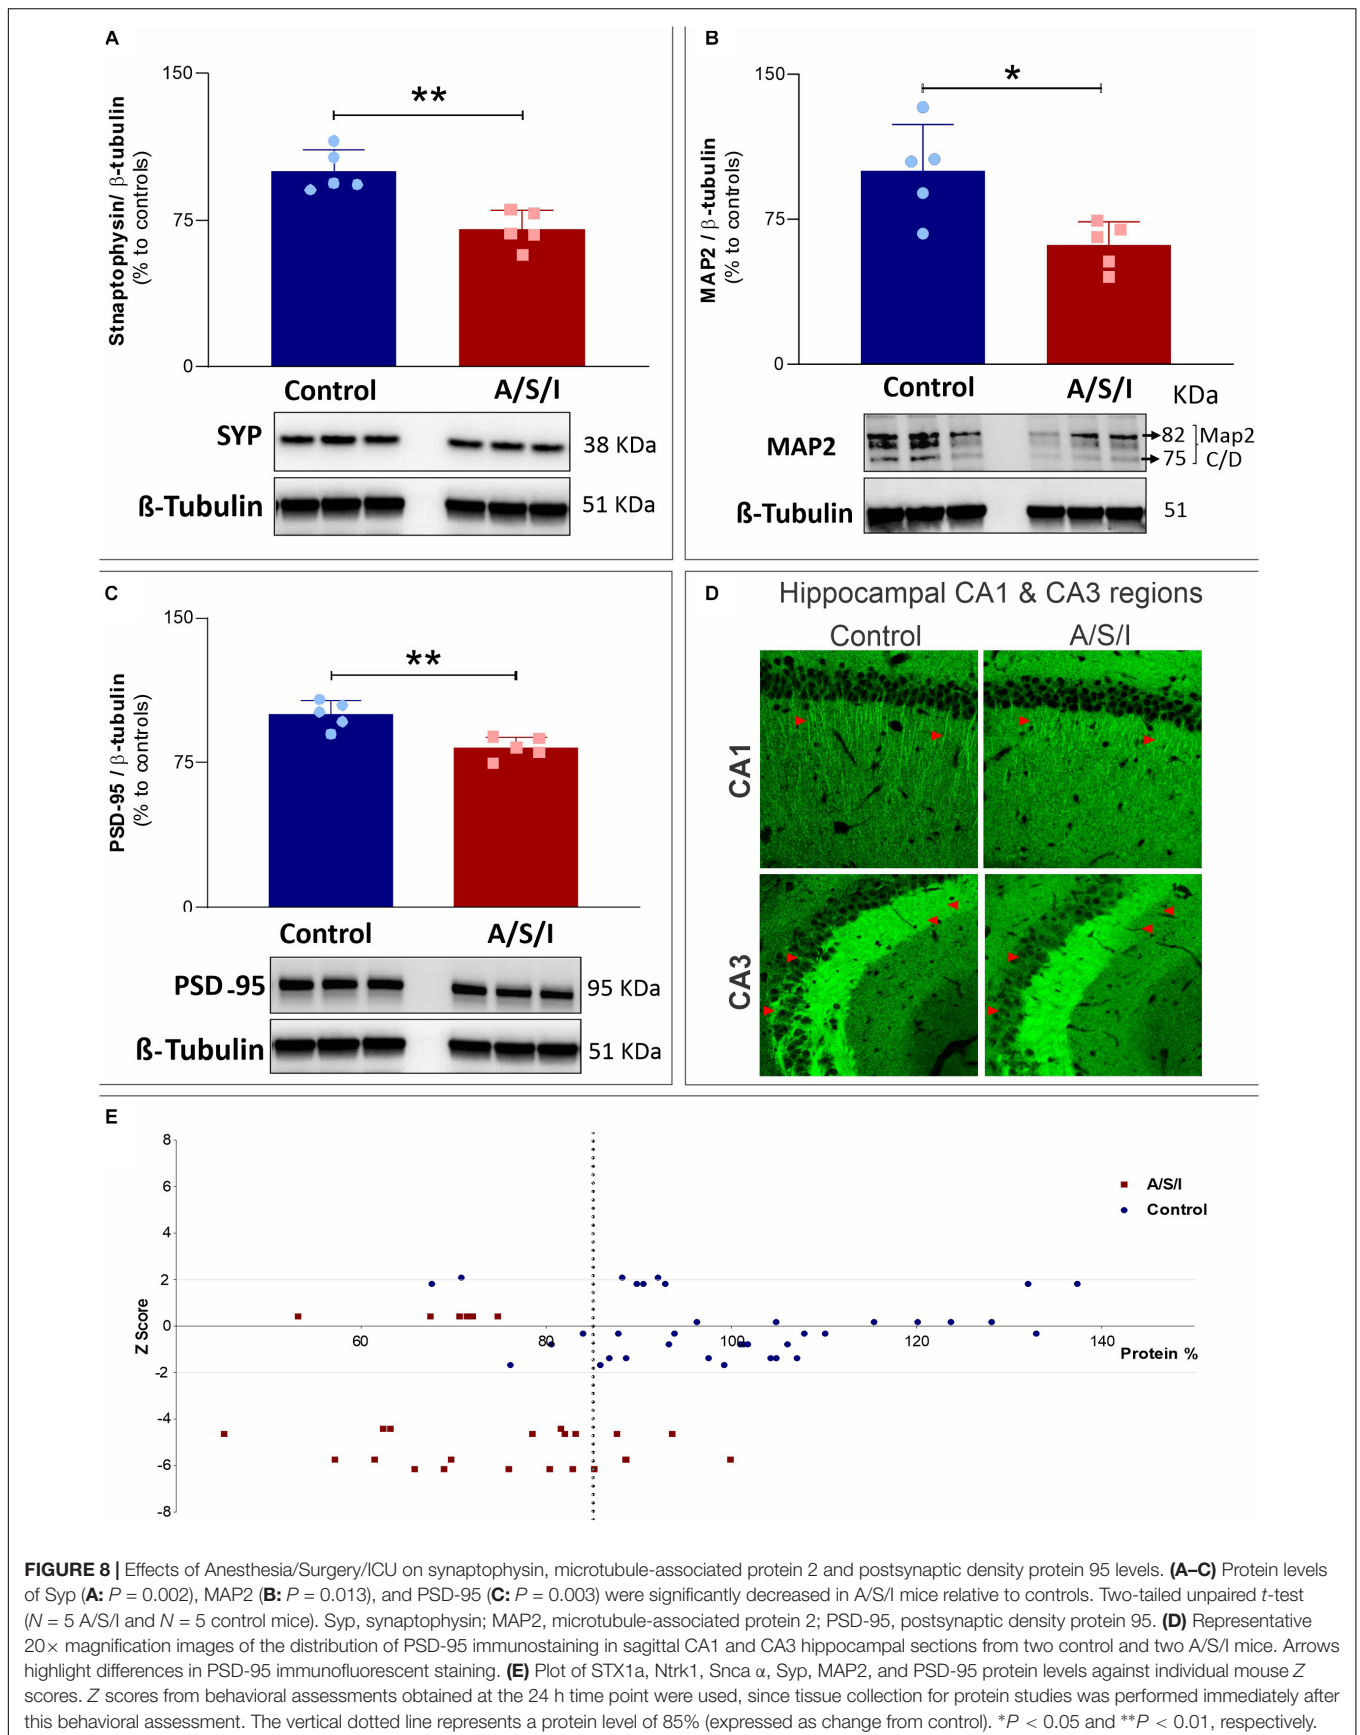 A
150
75
0
Stnaptophysin/ β-tubulin
(% to controls)
**
Control
A/S/I
SYP
38 KDa
ß-Tubulin
51 KDa
B
150
75
0
MAP2 / β-tubulin
(% to controls)
*
Control
A/S/I
KDa
MAP2
82 Map2
75 C/D
ß-Tubulin
51
C
150
75
0
PSD-95 / β-tubulin
(% to controls)
**
Control
A/S/I
PSD-95
95 KDa
ß-Tubulin
51 KDa
D
Hippocampal CA1 & CA3 regions
Control
A/S/I
CA1
CA3
E
8
6
4
2
0
-2
-4
-6
-8
Z Score
60
80
100
120
140
Protein %
A/S/I
Control
FIGURE 8 | Effects of Anesthesia/Surgery/ICU on synaptophysin, microtubule-associated protein 2 and postsynaptic density protein 95 levels. (A–C) Protein levels
of Syp (A: P = 0.002), MAP2 (B: P = 0.013), and PSD-95 (C: P = 0.003) were significantly decreased in A/S/I mice relative to controls. Two-tailed unpaired t-test
(N = 5 A/S/I and N = 5 control mice). Syp, synaptophysin; MAP2, microtubule-associated protein 2; PSD-95, postsynaptic density protein 95. (D) Representative
20× magnification images of the distribution of PSD-95 immunostaining in sagittal CA1 and CA3 hippocampal sections from two control and two A/S/I mice. Arrows
highlight differences in PSD-95 immunofluorescent staining. (E) Plot of STX1a, Ntrk1, Snca α, Syp, MAP2, and PSD-95 protein levels against individual mouse Z
scores. Z scores from behavioral assessments obtained at the 24 h time point were used, since tissue collection for protein studies was performed immediately after
this behavioral assessment. The vertical dotted line represents a protein level of 85% (expressed as change from control). *P < 0.05 and **P < 0.01, respectively.